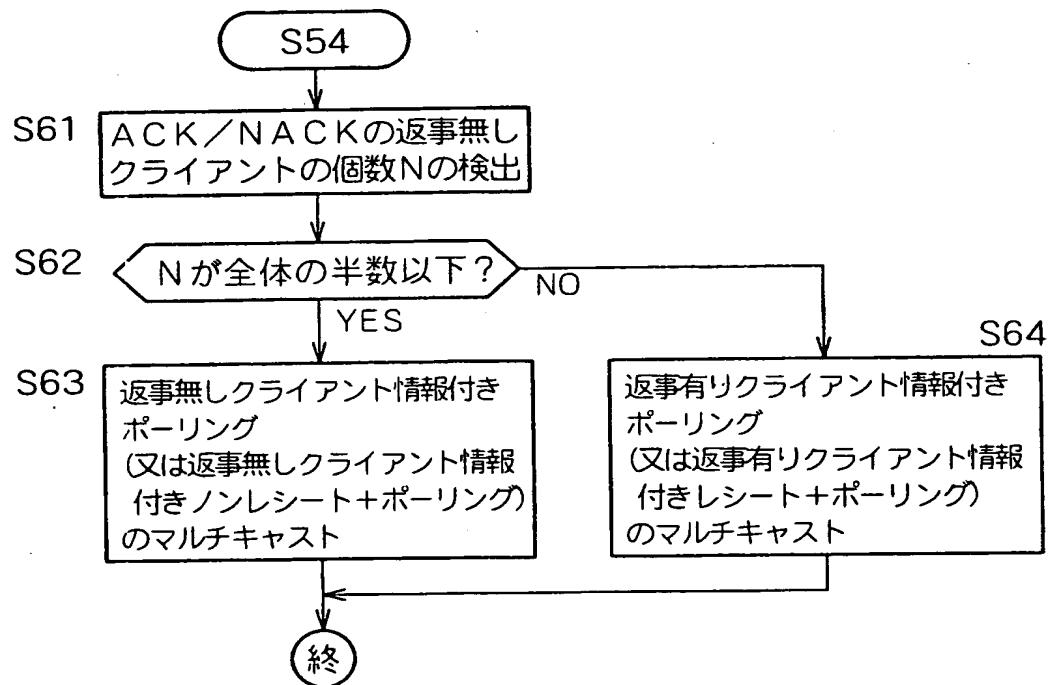 S54
S61
ACK/NACKの返事無し
クライアントの個数Nの検出
S62
Nが全体の半数以下?
NO
YES
S63
返事無しクライアント情報付き
ポーリング
(又は返事無しクライアント情報
付きノンレシート+ポーリング)
のマルチキャスト
S64
返事有りクライアント情報付き
ポーリング
(又は返事有りクライアント情報
付きレシート+ポーリング)
のマルチキャスト
終